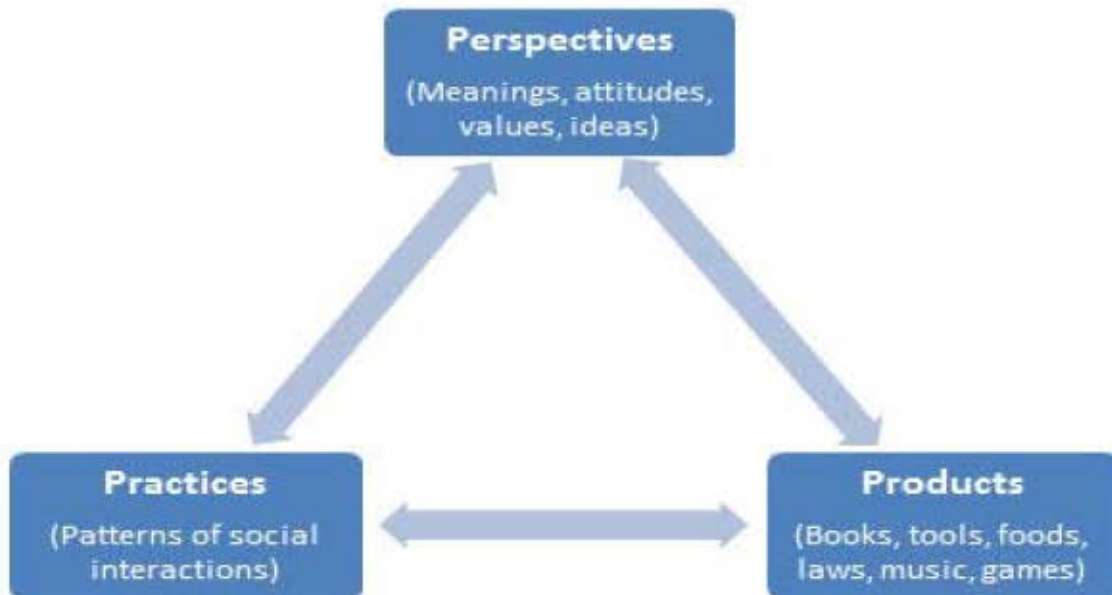 Perspectives
(Meanings, attitudes,
values, ideas)
Practices
(Patterns of social
interactions)
Products
(Books, tools, foods,
laws, music, games)